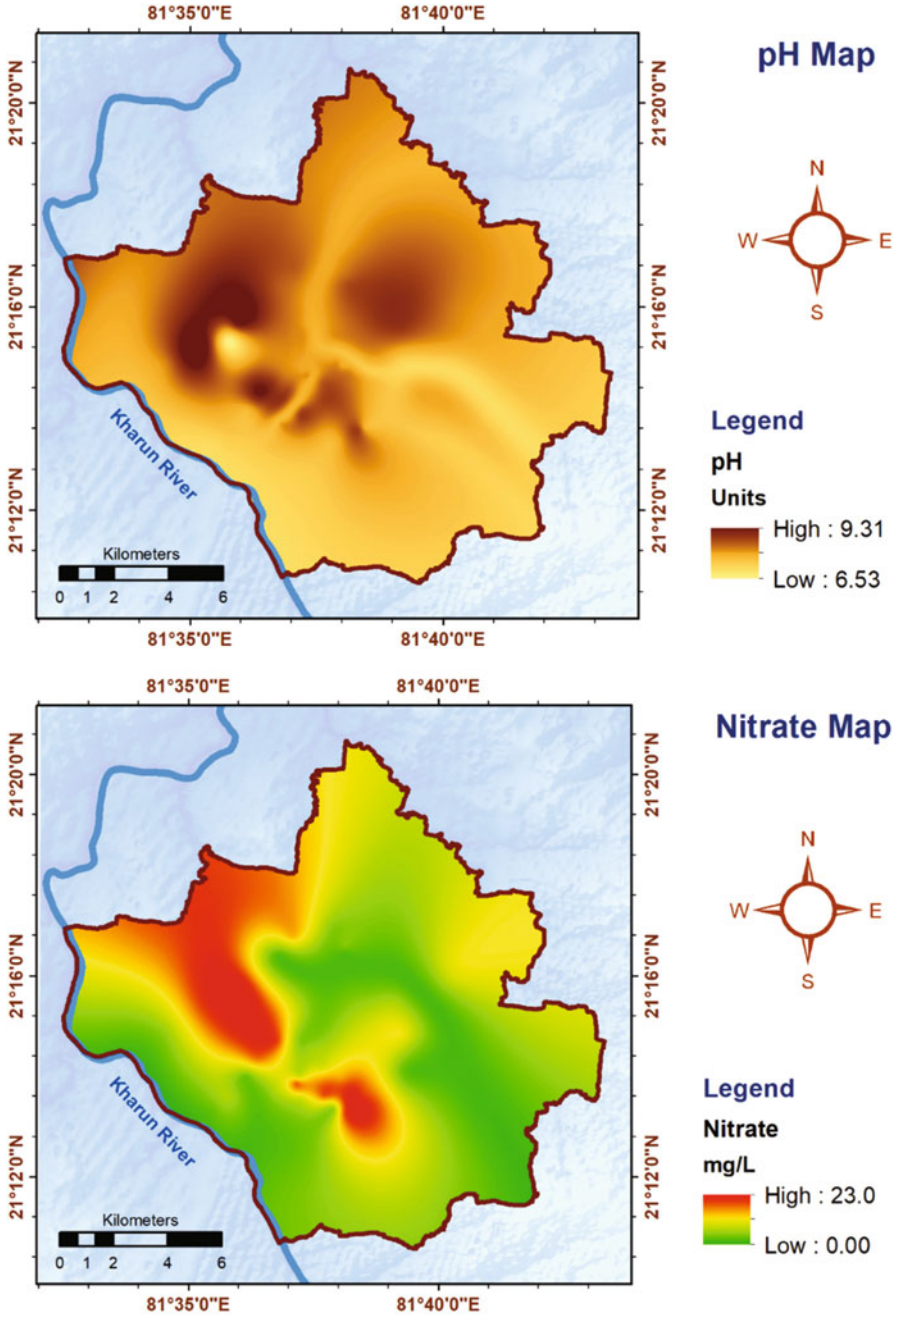 81°35'0"E
81°40'0"E
pH Map
21°20'0"N
21°20'0"N
N
W
E
S
21°16'0"N
21°16'0"N
Kharun River
Legend
pH
Units
High : 9.31
Low : 6.53
21°12'0"N
21°12'0"N
Kilometers
0 1 2 4 6
81°35'0"E
81°40'0"E
81°35'0"E
81°40'0"E
Nitrate Map
21°20'0"N
21°20'0"N
N
W
E
S
21°16'0"N
21°16'0"N
Kharun River
Legend
Nitrate
mg/L
High : 23.0
Low : 0.00
21°12'0"N
21°12'0"N
Kilometers
0 1 2 4 6
81°35'0"E
81°40'0"E